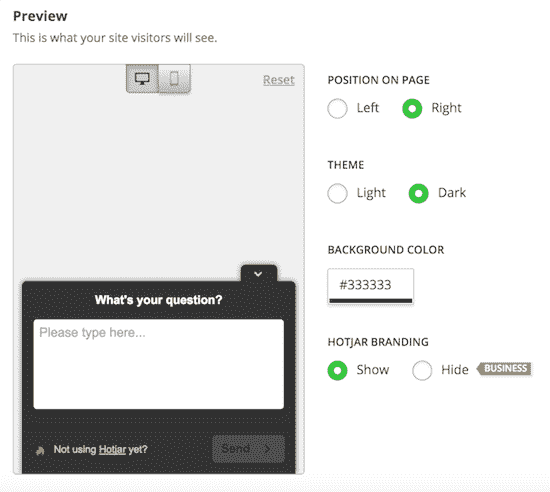 Preview
This is what your site visitors will see.
Reset
What's your question?
Please type here...
Not using Hotjar yet?
Send
POSITION ON PAGE
Left
Right
THEME
Light
Dark
BACKGROUND COLOR
#333333
HOTJAR BRANDING
Show
Hide
BUSINESS